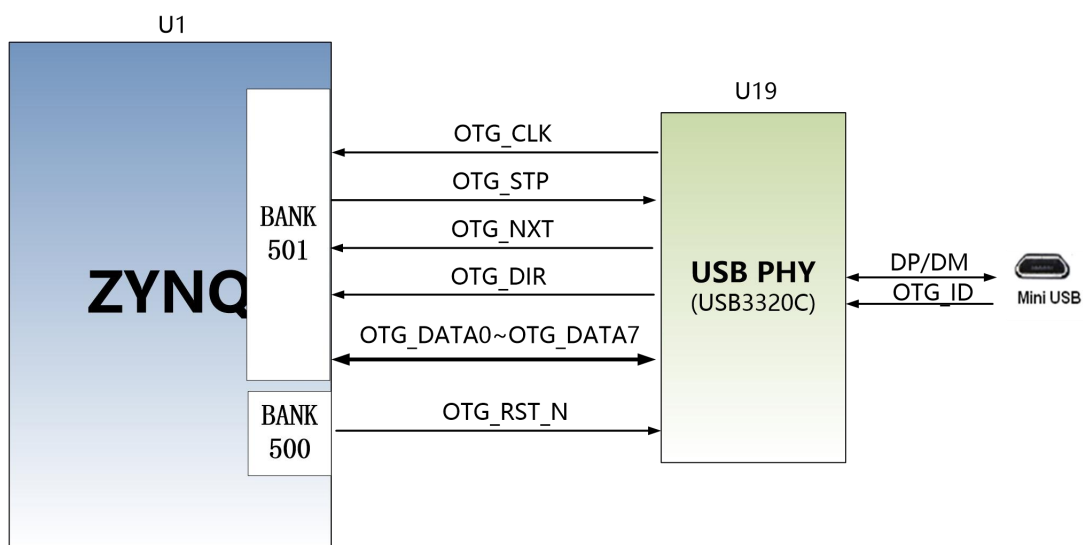 U1
U19
OTG_CLK
OTG_STP
BANK
501
OTG_NXT
ZYNQ
OTG_DIR
USB PHY
(USB3320C)
DP/DM
OTG_ID
Mini USB
OTG_DATA0~OTG_DATA7
BANK
500
OTG_RST_N